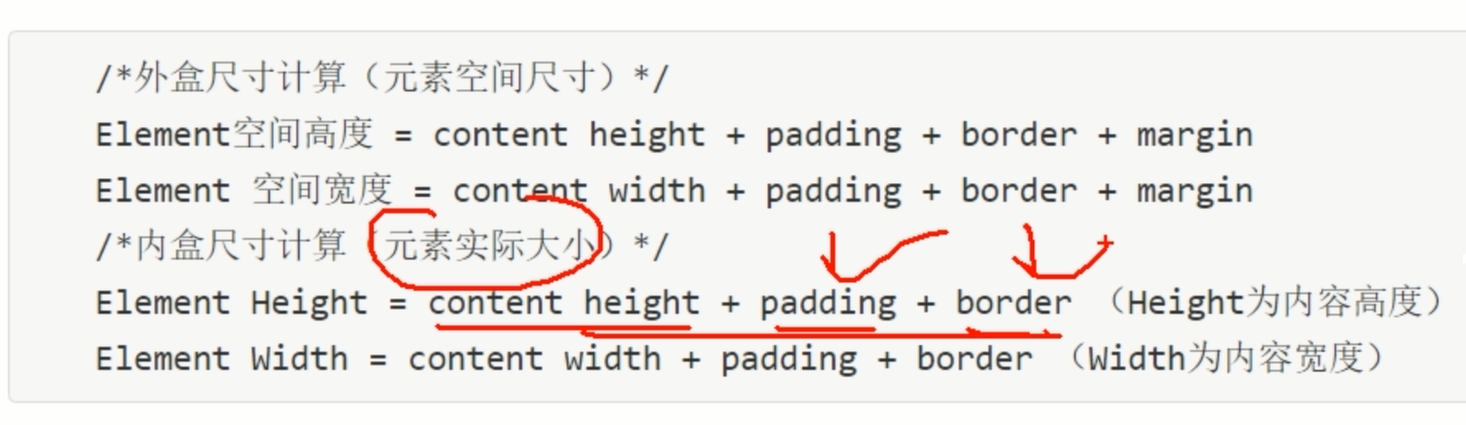 /*外盒尺寸计算（元素空间尺寸）*/
Element空间高度 = content height + padding + border + margin
Element 空间宽度 = content width + padding + border + margin
/*内盒尺寸计算（元素实际大小）*/
Element Height = content height + padding + border （Height为内容高度）
Element Width = content width + padding + border （Width为内容宽度）